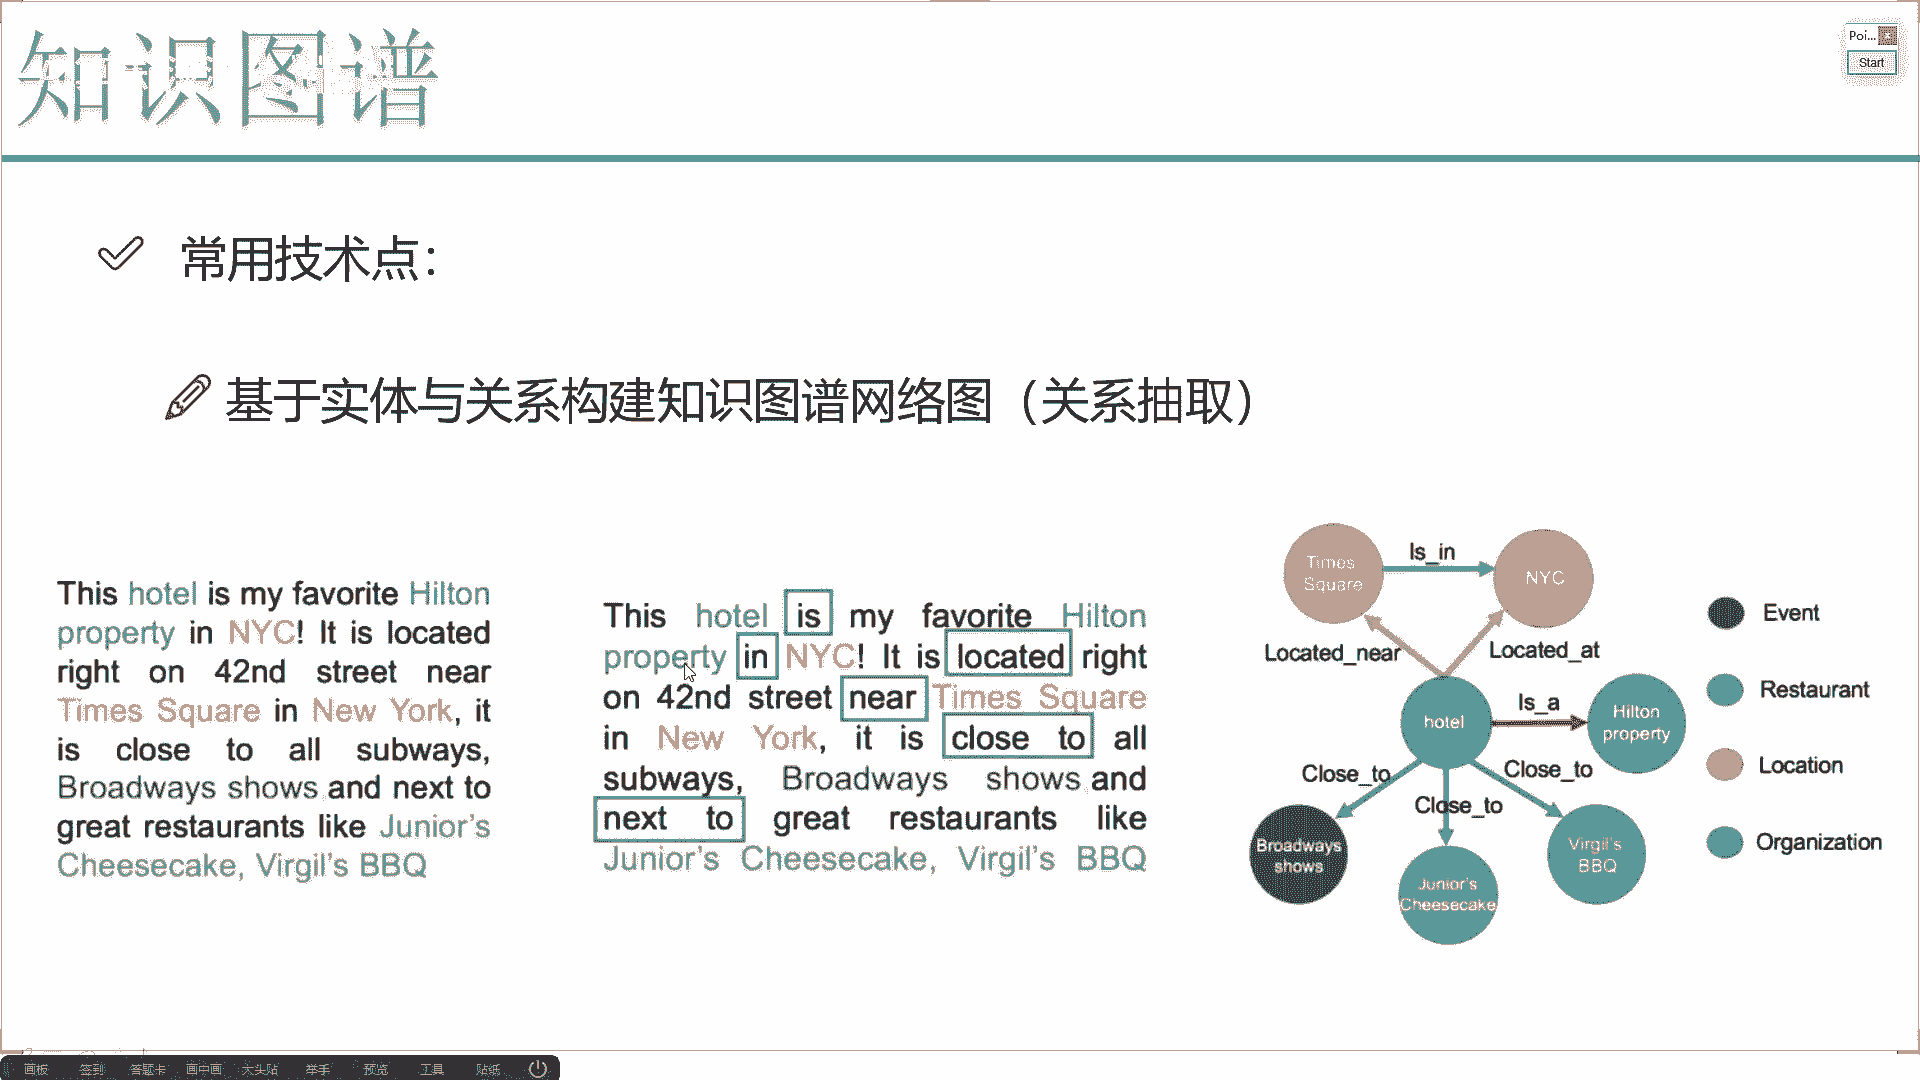 知识图谱
Poi...
Start
常用技术点：
基于实体与关系构建知识图谱网络图（关系抽取）
This hotel is my favorite Hilton
property in NYC! It is located
right on 42nd street near
Times Square in New York, it
is close to all subways,
Broadways shows and next to
great restaurants like Junior's
Cheesecake, Virgil's BBQ
This hotel is my favorite Hilton
property in NYC! It is located right
on 42nd street near Times Square
in New York, it is close to all
subways, Broadways shows and
next to great restaurants like
Junior's Cheesecake, Virgil's BBQ
Times
Square
Is_in
NYC
Located_near
Located_at
hotel
Is_a
Hilton
property
Close_to
Close_to
Close_to
Broadways
shows
Junior's
Cheesecake
Virgil's
BBQ
Event
Restaurant
Location
Organization
画板 签到 答题卡 画中画 大头贴 举手 预览 工具 贴纸